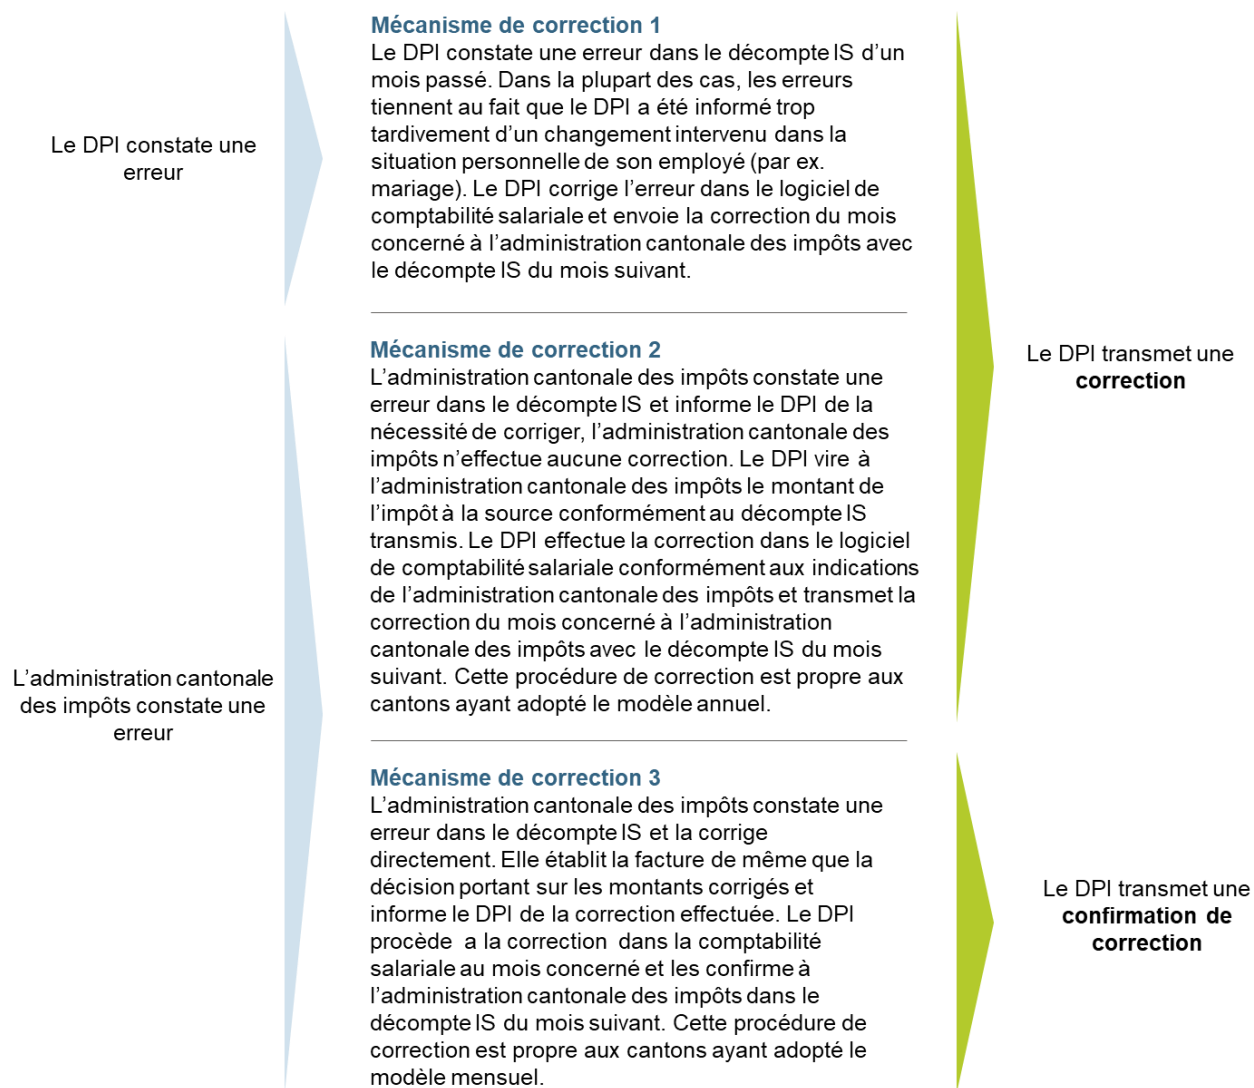 Le DPI constate une
erreur
Mécanisme de correction 1
Le DPI constate une erreur dans le décompte IS d’un
mois passé. Dans la plupart des cas, les erreurs
tiennent au fait que le DPI a été informé trop
tardivement d’un changement intervenu dans la
situation personnelle de son employé (par ex.
mariage). Le DPI corrige l’erreur dans le logiciel de
comptabilité salariale et envoie la correction du mois
concerné à l’administration cantonale des impôts avec
le décompte IS du mois suivant.
L’administration cantonale
des impôts constate une
erreur
Mécanisme de correction 2
L’administration cantonale des impôts constate une
erreur dans le décompte IS et informe le DPI de la
nécessité de corriger, l’administration cantonale des
impôts n’effectue aucune correction. Le DPI vire à
l’administration cantonale des impôts le montant de
l’impôt à la source conformément au décompte IS
transmis. Le DPI effectue la correction dans le logiciel
de comptabilité salariale conformément aux indications
de l’administration cantonale des impôts et transmet la
correction du mois concerné à l’administration
cantonale des impôts avec le décompte IS du mois
suivant. Cette procédure de correction est propre aux
cantons ayant adopté le modèle annuel.
Le DPI transmet une
correction
Mécanisme de correction 3
L’administration cantonale des impôts constate une
erreur dans le décompte IS et la corrige
directement. Elle établit la facture de même que la
décision portant sur les montants corrigés et
informe le DPI de la correction effectuée. Le DPI
procède a la correction dans la comptabilité
salariale au mois concerné et les confirme à
l’administration cantonale des impôts dans le
décompte IS du mois suivant. Cette procédure de
correction est propre aux cantons ayant adopté le
modèle mensuel.
Le DPI transmet une
confirmation de
correction